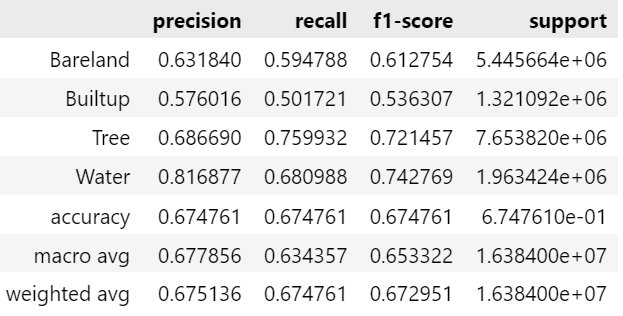 precision recall f1-score support
Bareland 0.631840 0.594788 0.612754 5.445664e+06
Builtup 0.576016 0.501721 0.536307 1.321092e+06
Tree 0.686690 0.759932 0.721457 7.653820e+06
Water 0.816877 0.680988 0.742769 1.963424e+06
accuracy 0.674761 0.674761 0.674761 6.747610e-01
macro avg 0.677856 0.634357 0.653322 1.638400e+07
weighted avg 0.675136 0.674761 0.672951 1.638400e+07